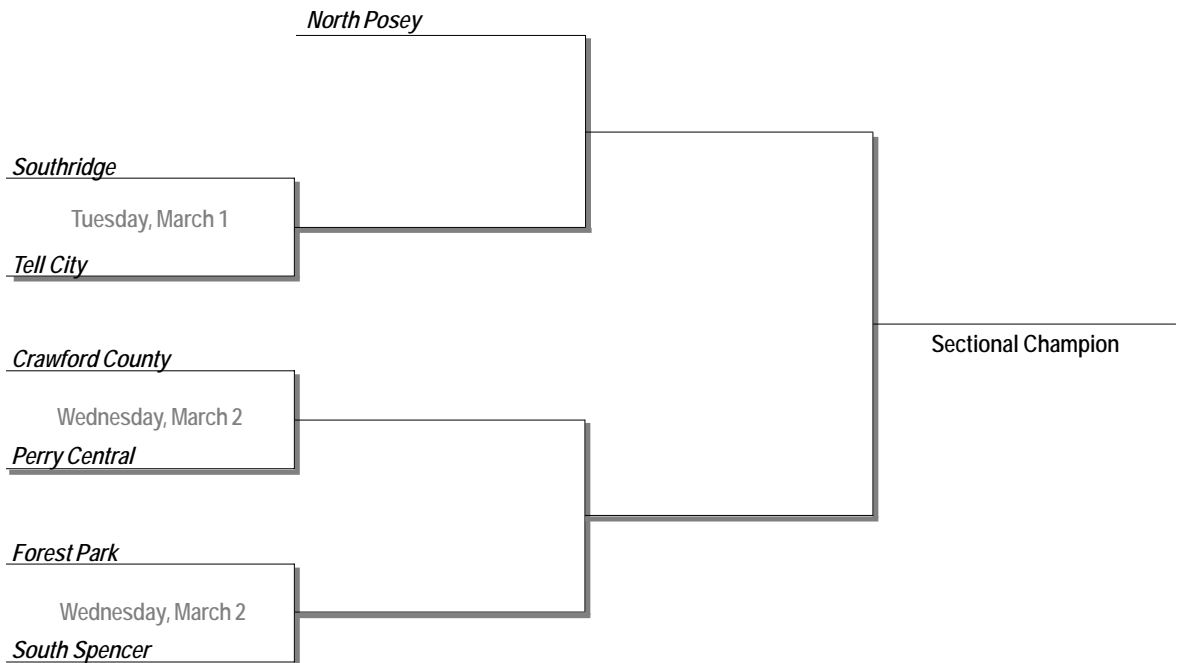 North Posey
Southridge
Tuesday, March 1
Tell City
Sectional Champion
Crawford County
Wednesday, March 2
Perry Central
Forest Park
Wednesday, March 2
South Spencer